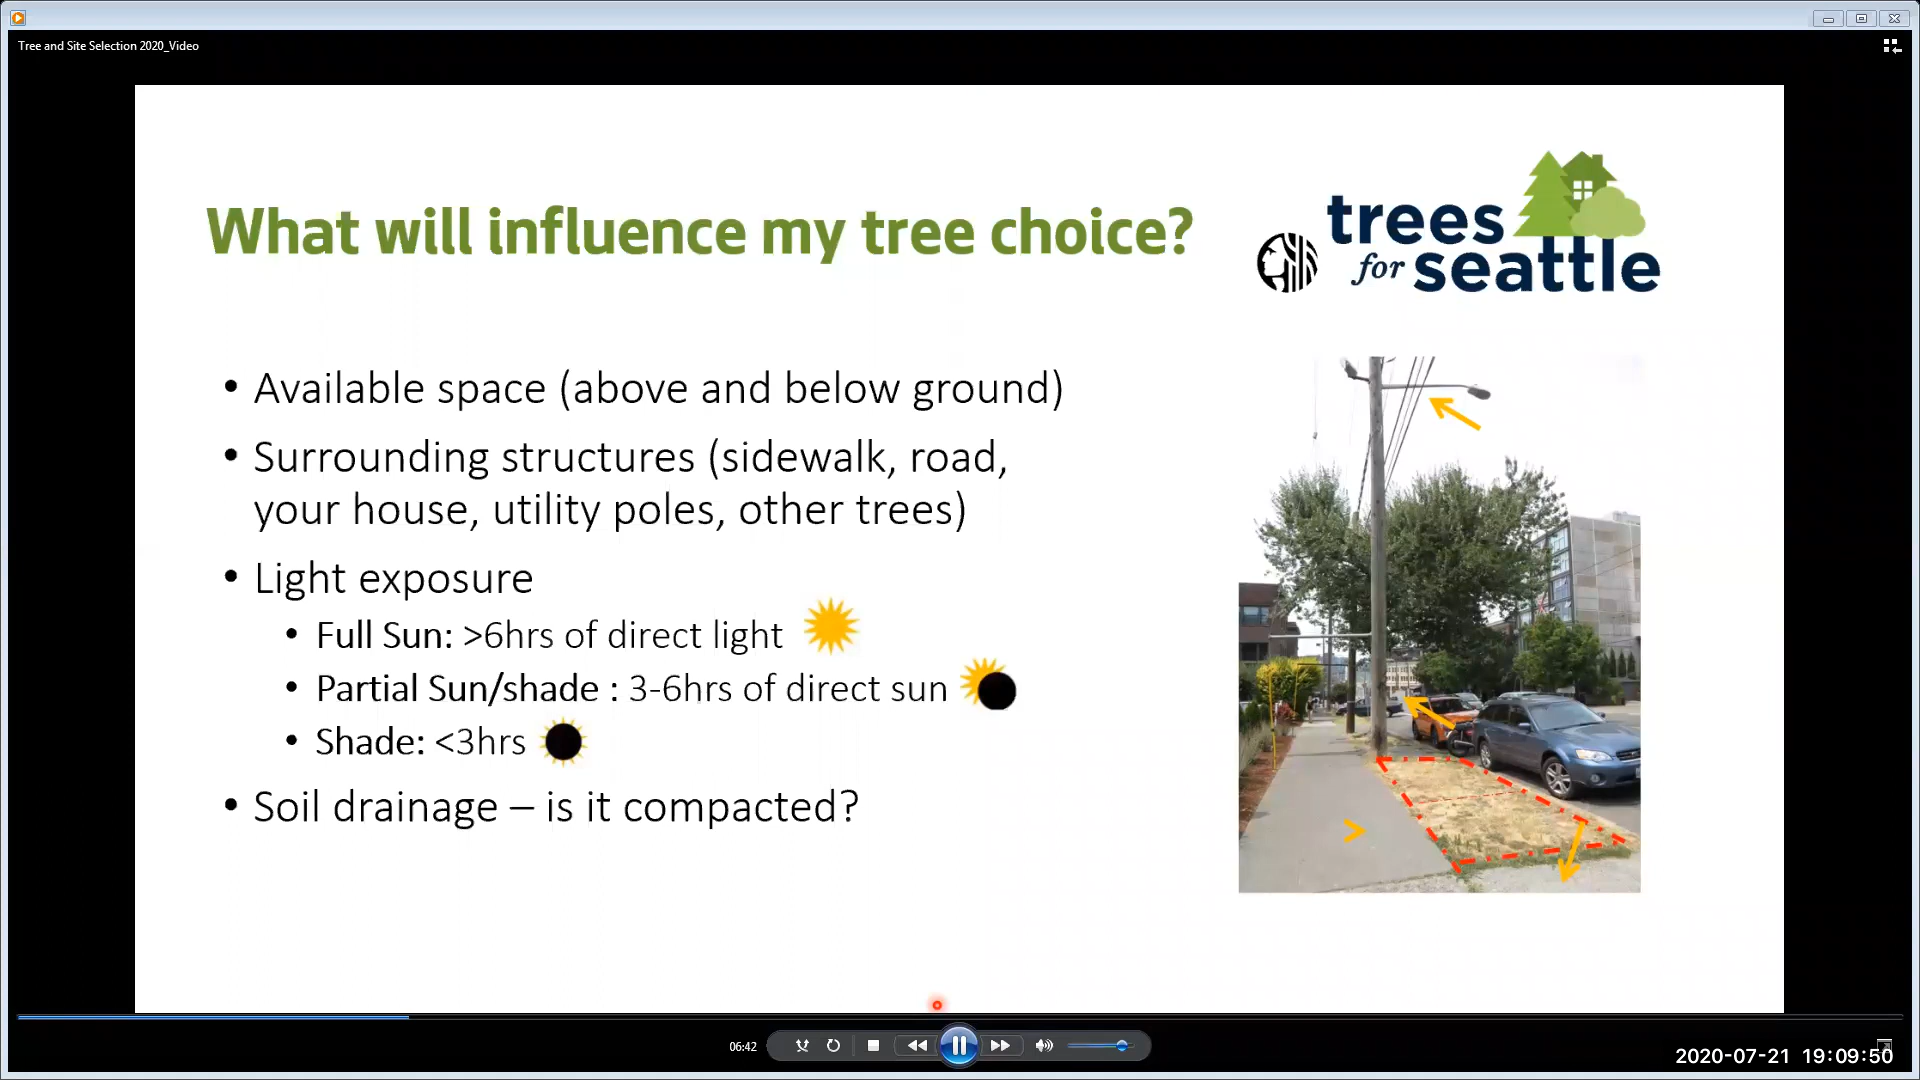 Tree and Site Selection 2020_Video
What will influence my tree choice?
trees
for seattle
• Available space (above and below ground)
• Surrounding structures (sidewalk, road,
your house, utility poles, other trees)
• Light exposure
• Full Sun: >6hrs of direct light
• Partial Sun/shade : 3-6hrs of direct sun
• Shade: <3hrs
• Soil drainage – is it compacted?
06:42
2020-07-21 19:09:50